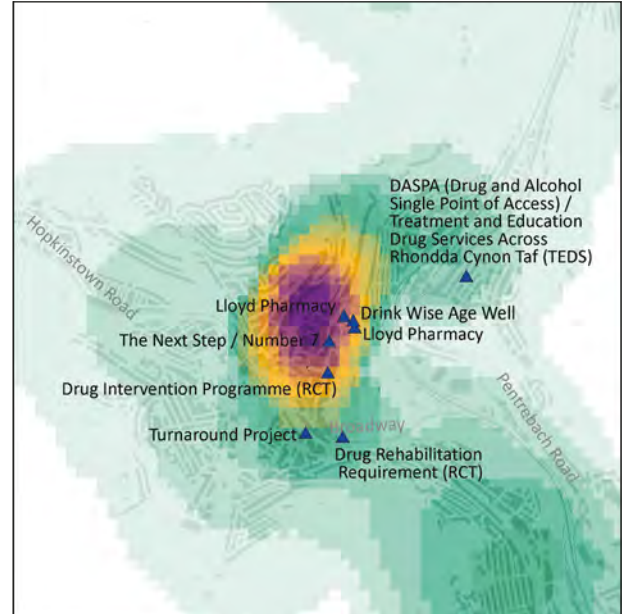 DASPA (Drug and Alcohol
Single Point of Access) /
Treatment and Education
Drug Services Across
Rhondda Cynon Taf (TEDS)
Hopkinstown Road
Lloyd Pharmacy
Drink Wise Age Well
Lloyd Pharmacy
The Next Step / Number 7
Drug Intervention Programme (RCT)
Pentrebach Road
Broadway
Turnaround Project
Drug Rehabilitation
Requirement (RCT)